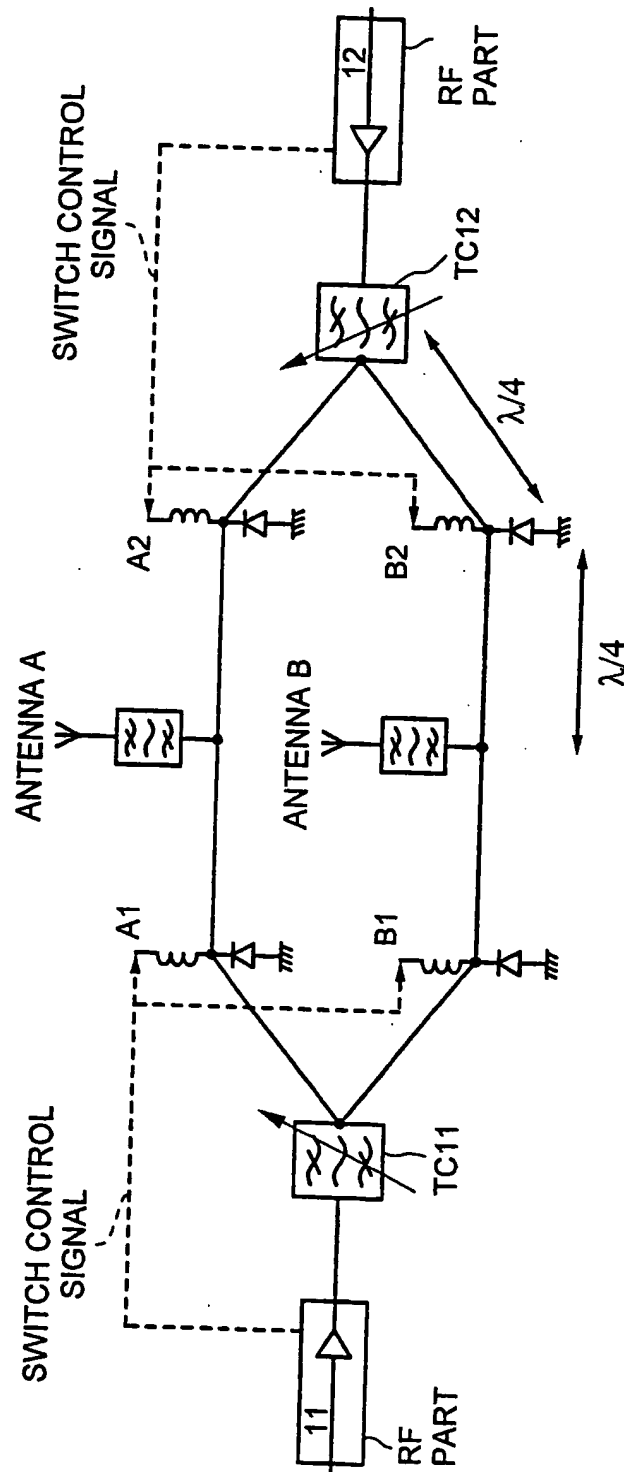 SWITCH CONTROL
SIGNAL
SWITCH CONTROL
SIGNAL
ANTENNA A
ANTENNA B
A1
A2
B1
B2
11
RF
PART
TC11
12
RF
PART
TC12
λ/4
λ/4